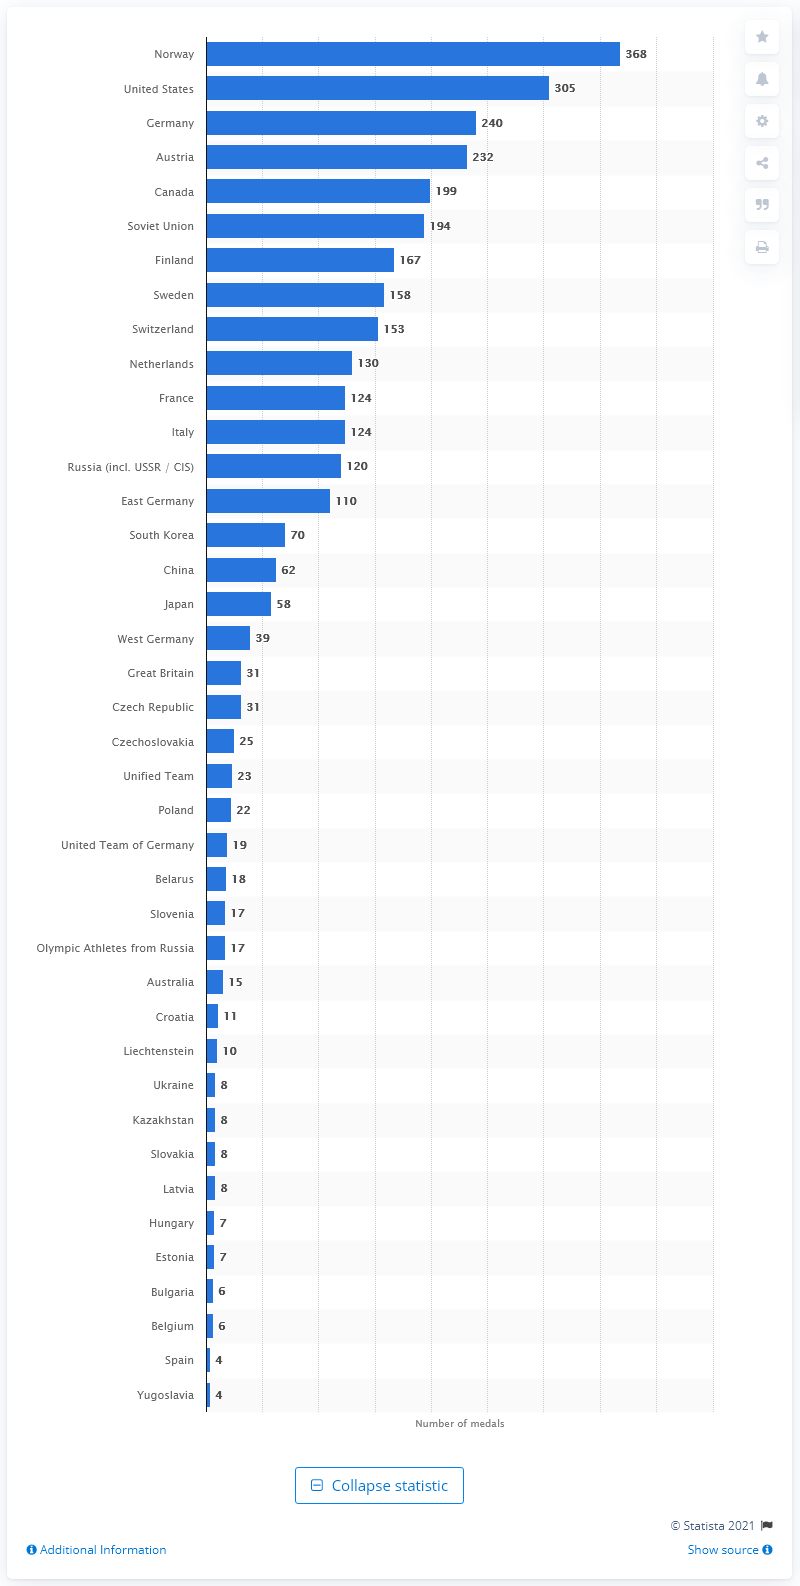 Norway 368
United States 305
Germany 240
Austria 232
Canada 199
Soviet Union 194
Finland 167
Sweden 158
Switzerland 153
Netherlands 130
France 124
Italy 124
Russia (incl. USSR / CIS) 120
East Germany 110
South Korea 70
China 62
Japan 58
West Germany 39
Great Britain 31
Czech Republic 31
Czechoslovakia 25
Unified Team 23
Poland 22
United Team of Germany 19
Belarus 18
Slovenia 17
Olympic Athletes from Russia 17
Australia 15
Croatia 11
Liechtenstein 10
Ukraine 8
Kazakhstan 8
Slovakia 8
Latvia 8
Hungary 7
Estonia 7
Bulgaria 6
Belgium 6
Spain 4
Yugoslavia 4
Number of medals
Collapse statistic
© Statista 2021
Additional Information
Show source